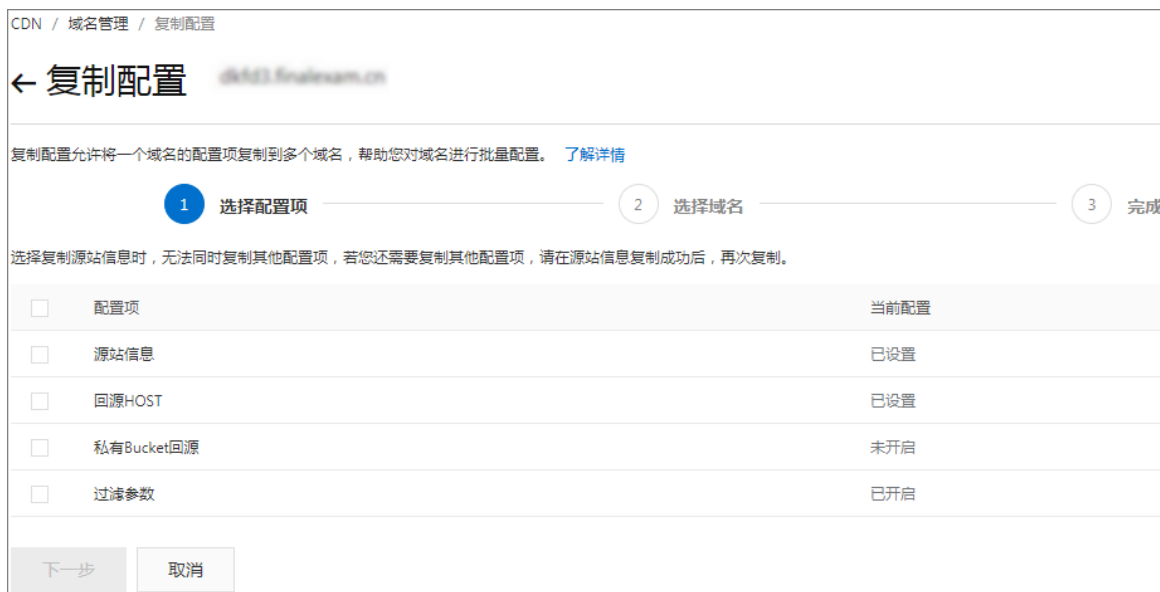 CDN / 域名管理 / 复制配置
← 复制配置
复制配置允许将一个域名的配置项复制到多个域名，帮助您对域名进行批量配置。 了解详情
1 选择配置项 2 选择域名 3 完成
选择复制源站信息时，无法同时复制其他配置项，若您还需要复制其他配置项，请在源站信息复制成功后，再次复制。
配置项 当前配置
源站信息 已设置
回源HOST 已设置
私有Bucket回源 未开启
过滤参数 已开启
下一步 取消